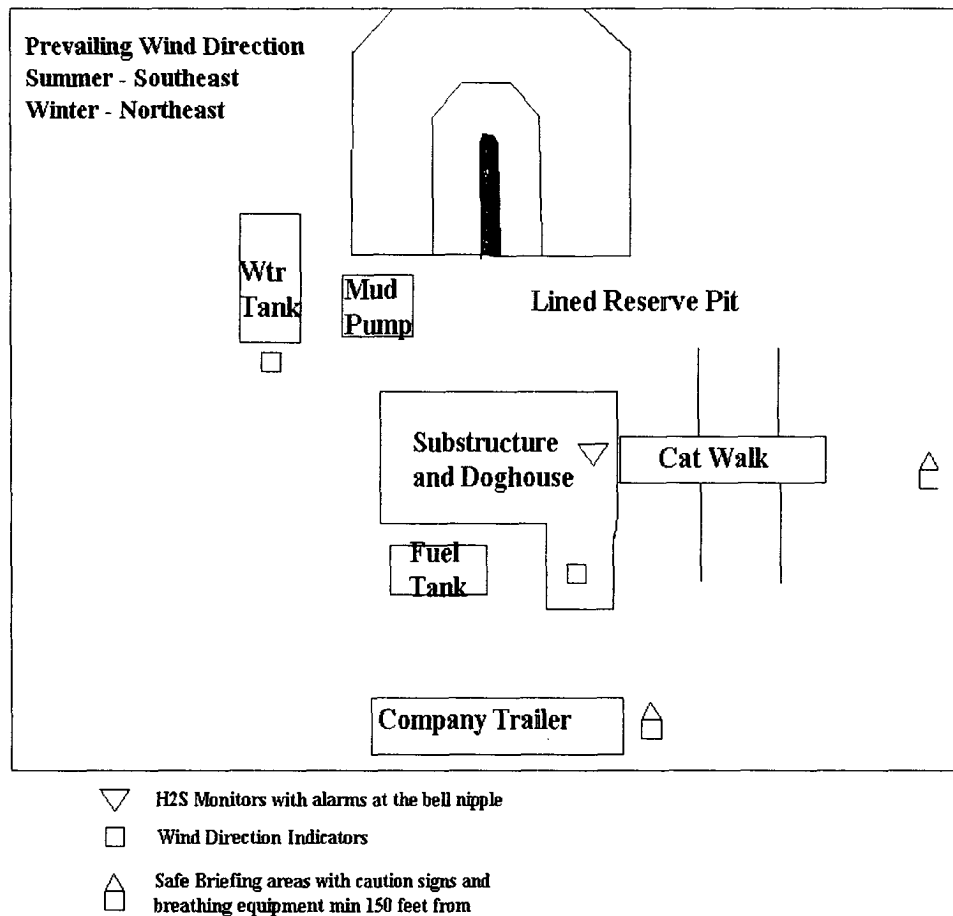 Prevailing Wind Direction
Summer - Southeast
Winter - Northeast
Wtr
Tank
Mud
Pump
Lined Reserve Pit
Substructure
and Doghouse
Cat Walk
Fuel
Tank
Company Trailer
H2S Monitors with alarms at the bell nipple
Wind Direction Indicators
Safe Briefing areas with caution signs and
breathing equipment min 150 feet from